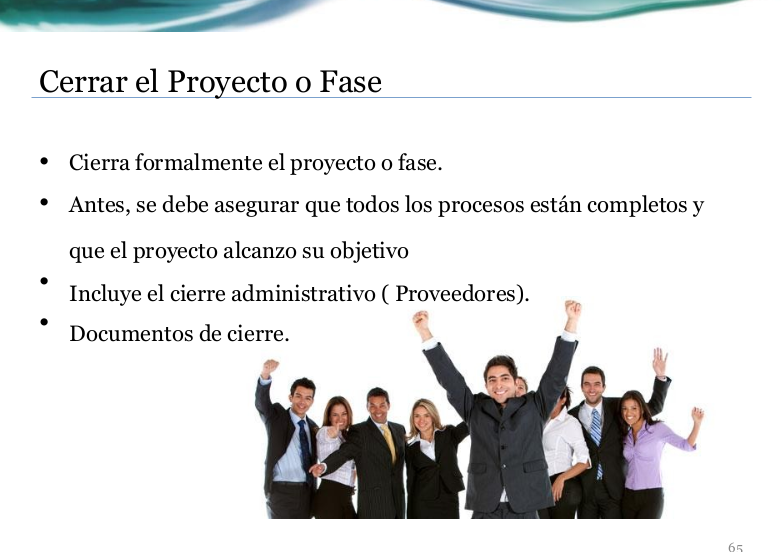 Cerrar el Proyecto o Fase
• Cierra formalmente el proyecto o fase.
• Antes, se debe asegurar que todos los procesos están completos y
que el proyecto alcanzo su objetivo
• Incluye el cierre administrativo ( Proveedores).
• Documentos de cierre.
65